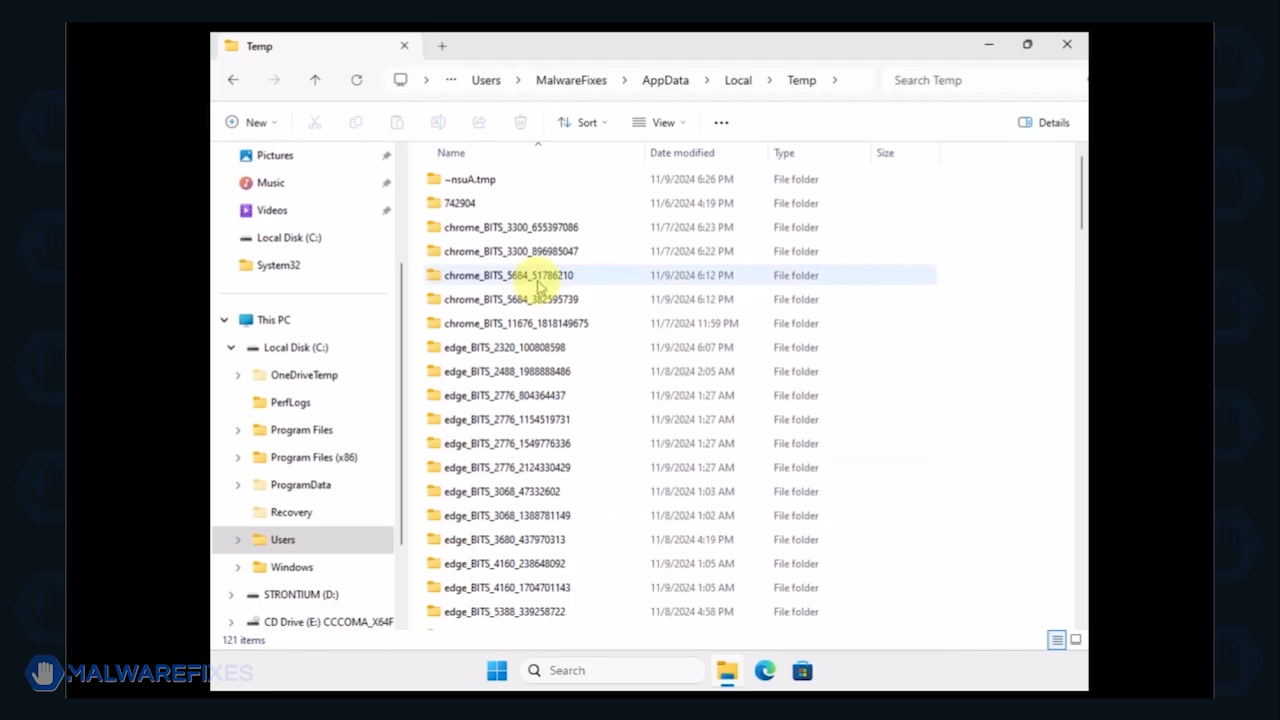 Temp
Users > MalwareFixes > AppData > Local > Temp >
Search Temp
New
Sort
View
Details
Pictures
Music
Videos
Local Disk (C:)
System32
This PC
Local Disk (C:)
OneDriveTemp
PerfLogs
Program Files
Program Files (x86)
ProgramData
Recovery
Users
Windows
STRONTIUM (D:)
CD Drive (E:) CCCOMA_X64F
Name Date modified Type Size
~nsuA.tmp 11/9/2024 6:26 PM File folder
742904 11/6/2024 4:19 PM File folder
chrome_BITS_3300_655397086 11/7/2024 6:23 PM File folder
chrome_BITS_3300_896985047 11/7/2024 6:22 PM File folder
chrome_BITS_5684_51786210 11/9/2024 6:12 PM File folder
chrome_BITS_5684_382595739 11/9/2024 6:12 PM File folder
chrome_BITS_11676_1818149675 11/7/2024 11:59 PM File folder
edge_BITS_2320_100808598 11/9/2024 6:07 PM File folder
edge_BITS_2488_1988888486 11/8/2024 2:05 AM File folder
edge_BITS_2776_804364437 11/9/2024 1:27 AM File folder
edge_BITS_2776_1154519731 11/9/2024 1:27 AM File folder
edge_BITS_2776_1549776336 11/9/2024 1:27 AM File folder
edge_BITS_2776_2124330429 11/9/2024 1:27 AM File folder
edge_BITS_3068_47332602 11/8/2024 1:03 AM File folder
edge_BITS_3068_1388781149 11/8/2024 1:02 AM File folder
edge_BITS_3680_437970313 11/8/2024 4:19 PM File folder
edge_BITS_4160_238648092 11/9/2024 1:05 AM File folder
edge_BITS_4160_1704701143 11/9/2024 1:05 AM File folder
edge_BITS_5388_339258722 11/8/2024 4:58 PM File folder
121 items
Search
MALWAREFIXES